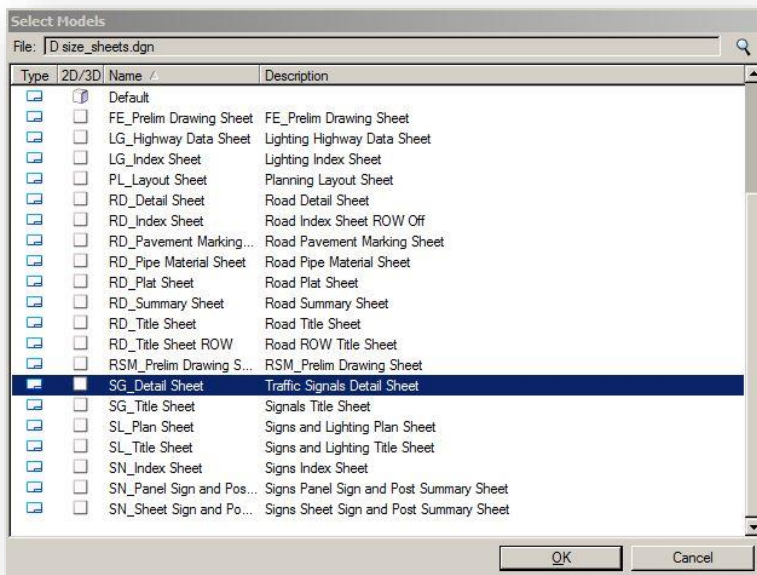 Select Models
File: D size_sheets.dgn
Type 2D/3D Name Description
Default
FE_Prelim Drawing Sheet FE_Prelim Drawing Sheet
LG_Highway Data Sheet Lighting Highway Data Sheet
LG_Index Sheet Lighting Index Sheet
PL_Layout Sheet Planning Layout Sheet
RD_Detail Sheet Road Detail Sheet
RD_Index Sheet Road Index Sheet ROW Off
RD_Pavement Marking... Road Pavement Marking Sheet
RD_Pipe Material Sheet Road Pipe Material Sheet
RD_Plat Sheet Road Plat Sheet
RD_Summary Sheet Road Summary Sheet
RD_Title Sheet Road Title Sheet
RD_Title Sheet ROW Road ROW Title Sheet
RSM_Prelim Drawing S... RSM_Prelim Drawing Sheet
SG_Detail Sheet Traffic Signals Detail Sheet
SG_Title Sheet Signals Title Sheet
SL_Plan Sheet Signs and Lighting Plan Sheet
SL_Title Sheet Signs and Lighting Title Sheet
SN_Index Sheet Signs Index Sheet
SN_Panel Sign and Pos... Signs Panel Sign and Post Summary Sheet
SN_Sheet Sign and Po... Signs Sheet Sign and Post Summary Sheet
OK Cancel